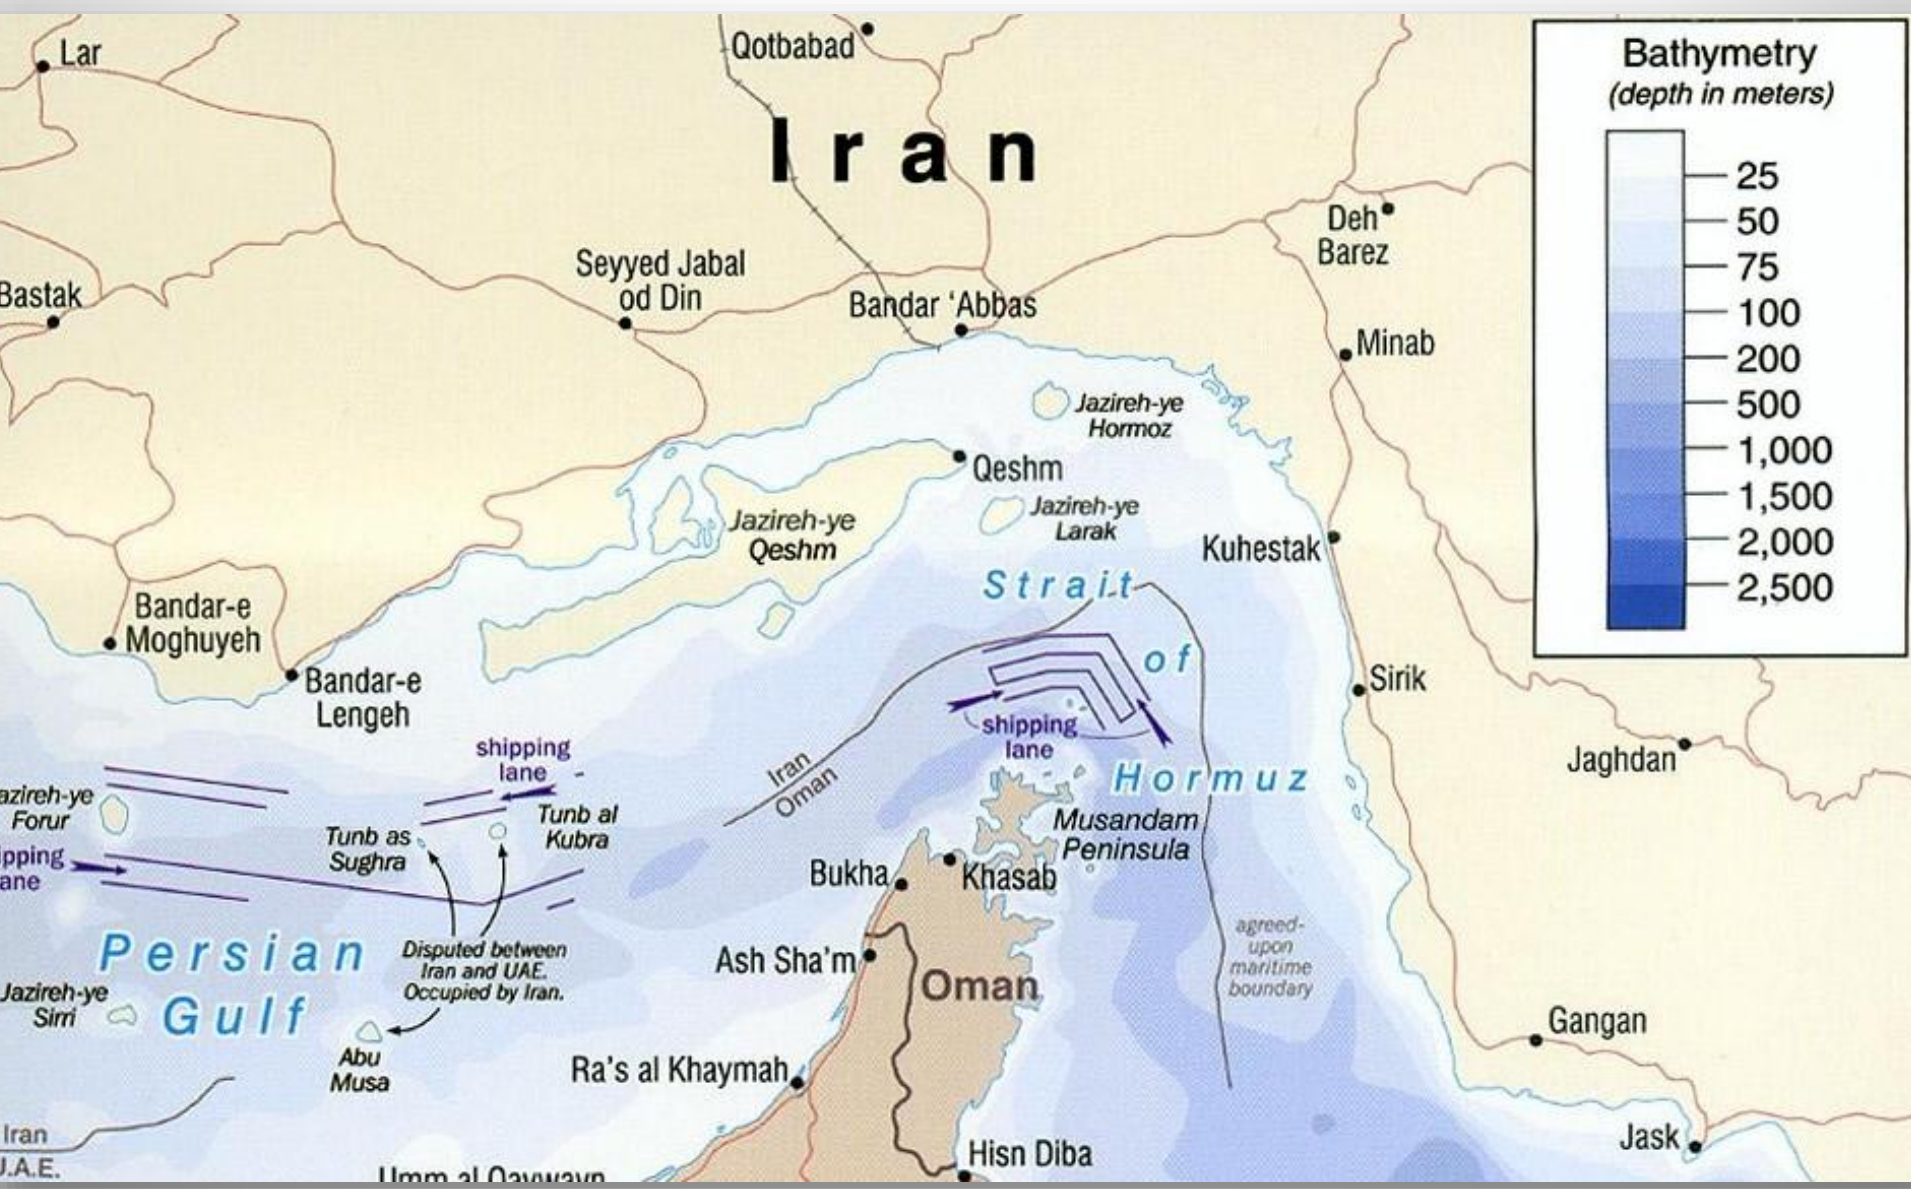 Lar
Qotbabad
Iran
Bathymetry
(depth in meters)
25
50
75
100
200
500
1,000
1,500
2,000
2,500
Deh
Barez
Seyyed Jabal
od Din
Bastak
Bandar ‘Abbas
Minab
Jazireh-ye
Hormoz
Qeshm
Jazireh-ye
Larak
Jazireh-ye
Qeshm
Kuhestak
Strait
of
Hormuz
Bandar-e
Moghuyeh
Bandar-e
Lengeh
Sirik
shipping
lane
shipping
lane
Jaghdan
Iran
Oman
azireh-ye
Forur
Tunb as
Sughra
Tunb al
Kubra
Musandam
Peninsula
ipping
ane
Bukha
Khasab
Persian
Gulf
Disputed between
Iran and UAE.
Occupied by Iran.
Ash Sha’m
Oman
agreed-
upon
maritime
boundary
Jazireh-ye
Sirri
Abu
Musa
Ra’s al Khaymah
Gangan
Iran
U.A.E.
Jask
Hisn Diba
Umm al Qaywayn